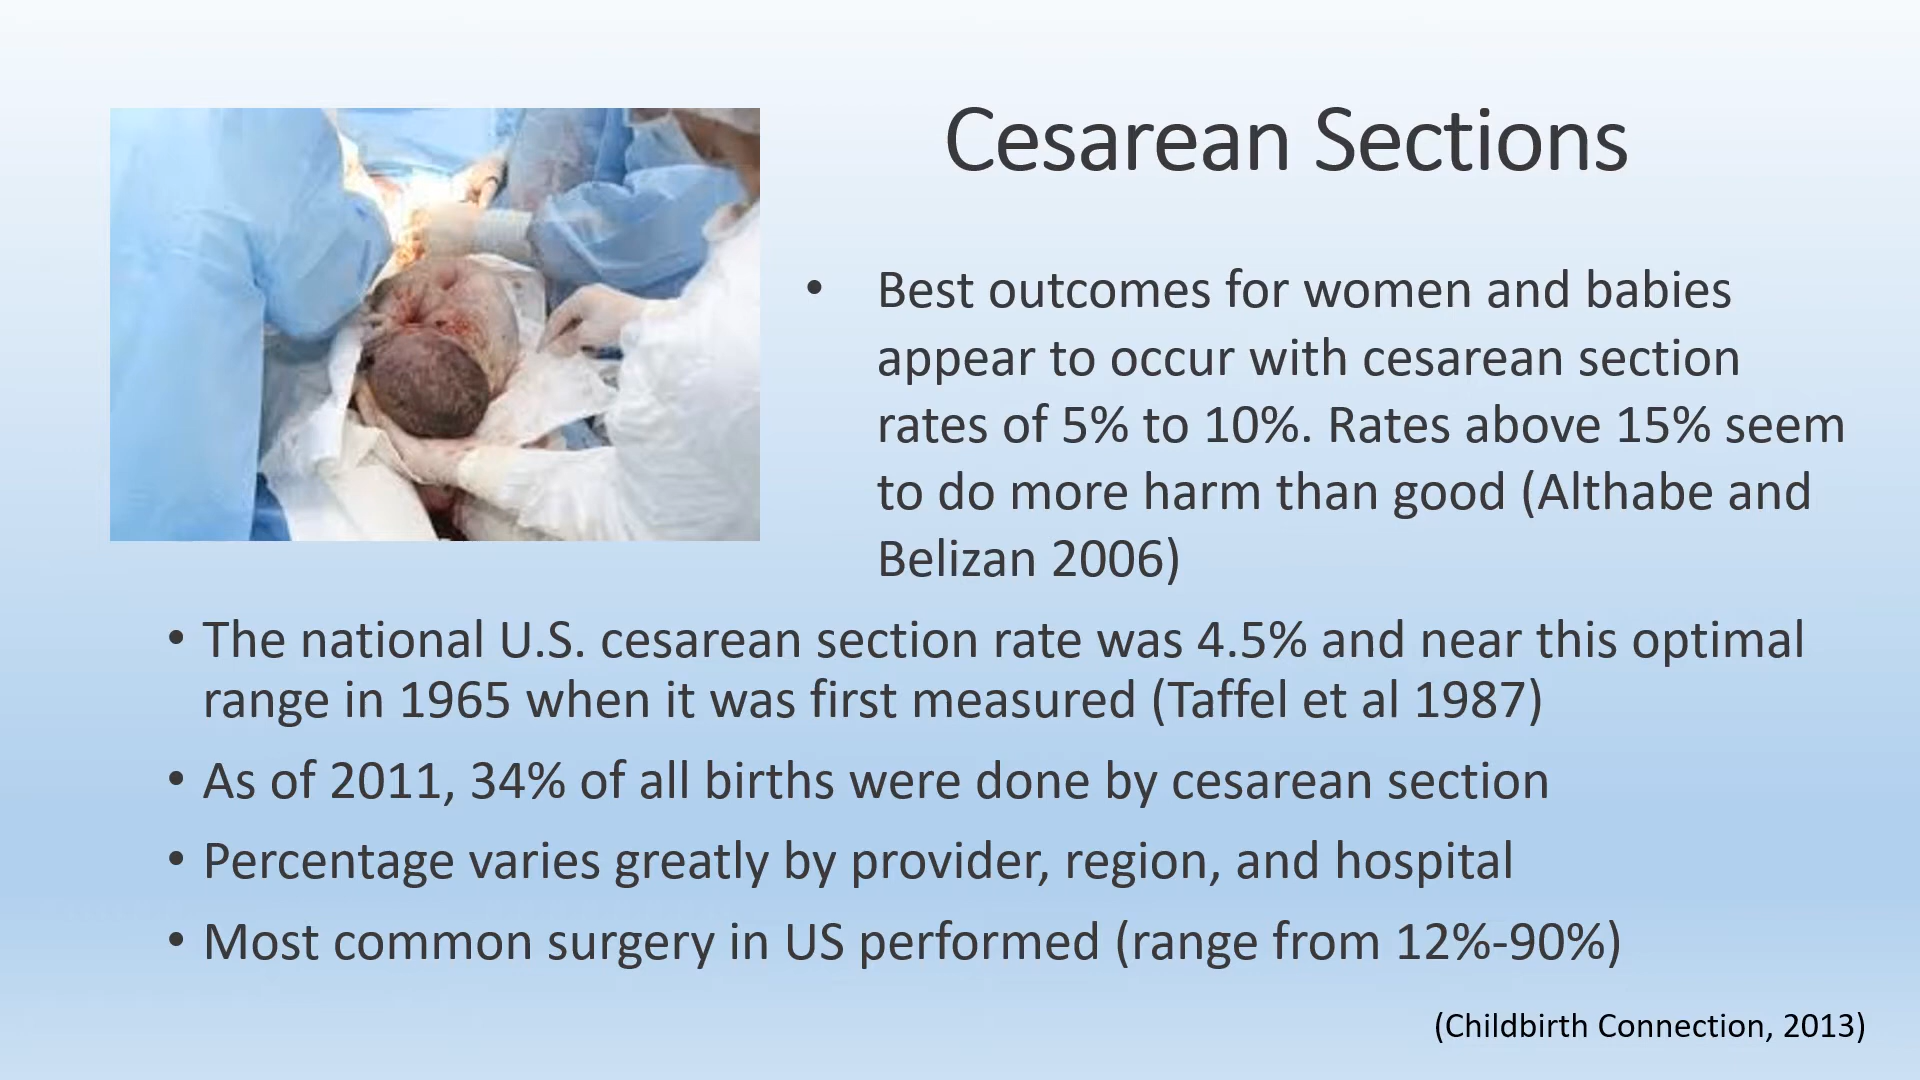 Cesarean Sections
• Best outcomes for women and babies
appear to occur with cesarean section
rates of 5% to 10%. Rates above 15% seem
to do more harm than good (Althabe and
Belizan 2006)
• The national U.S. cesarean section rate was 4.5% and near this optimal
range in 1965 when it was first measured (Taffel et al 1987)
• As of 2011, 34% of all births were done by cesarean section
• Percentage varies greatly by provider, region, and hospital
• Most common surgery in US performed (range from 12%-90%)
(Childbirth Connection, 2013)